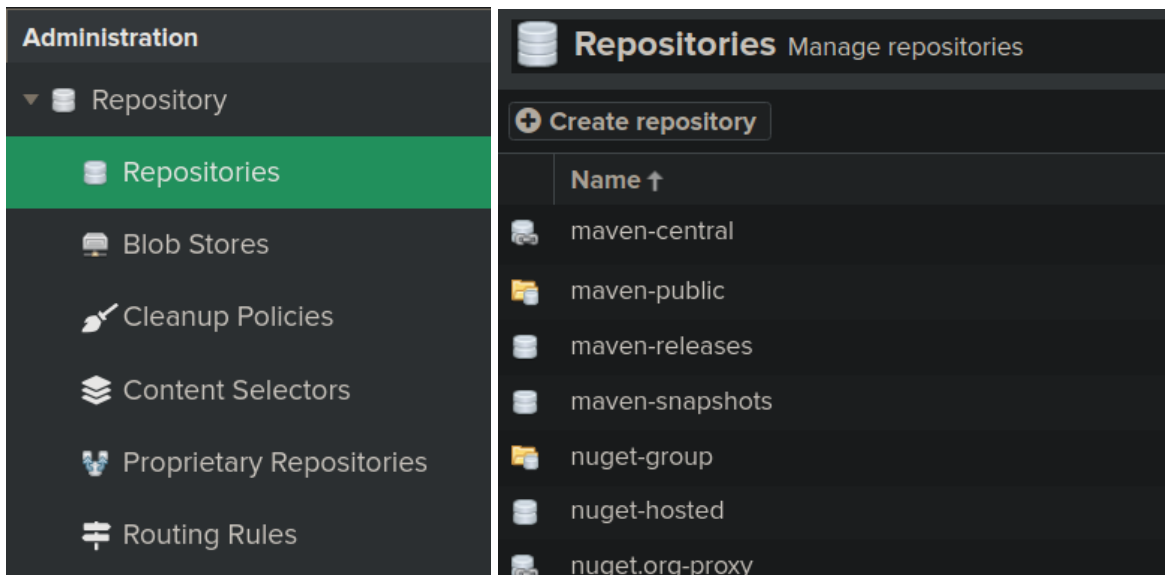 Administration
Repository
Repositories
Blob Stores
Cleanup Policies
Content Selectors
Proprietary Repositories
Routing Rules
Repositories Manage repositories
Create repository
Name
maven-central
maven-public
maven-releases
maven-snapshots
nuget-group
nuget-hosted
nuget.org-proxy